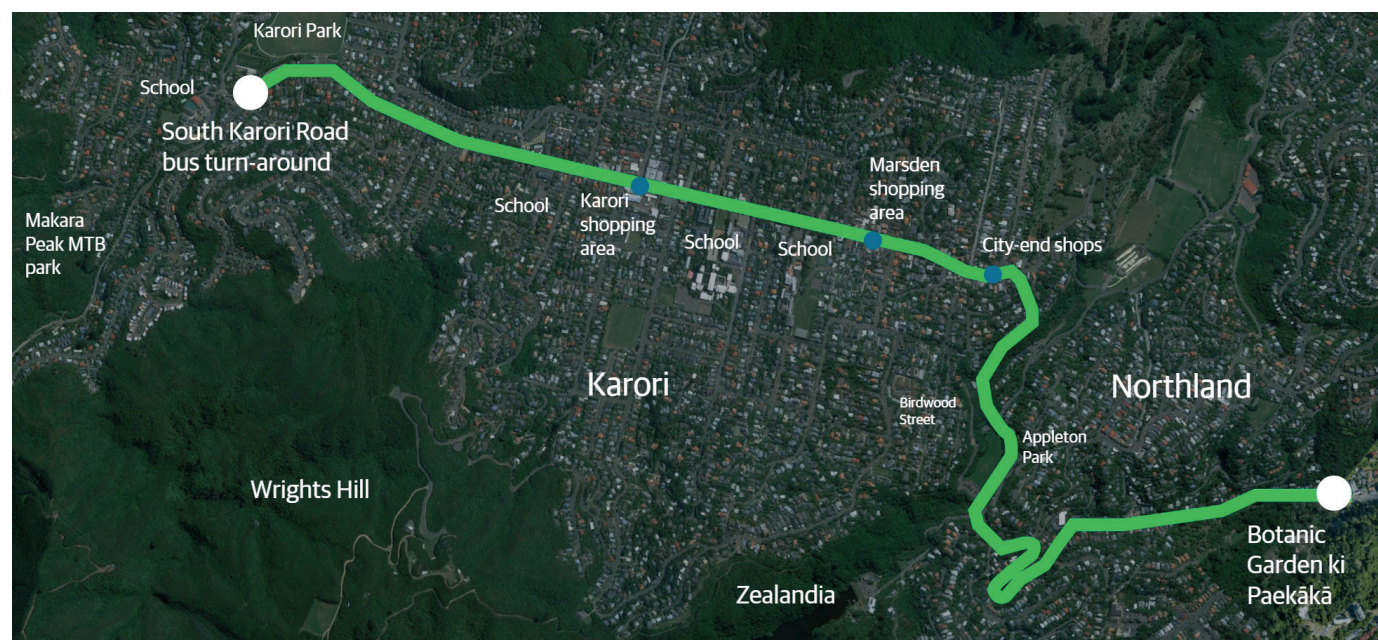 Karori Park
School
South Karori Road
bus turn-around
Makara
Peak MTB
park
School
Karori
shopping
area
School
School
Marsden
shopping
area
City-end shops
Karori
Birdwood
Street
Northland
Appleton
Park
Wrights Hill
Zealandia
Botanic
Garden ki
Paekākā